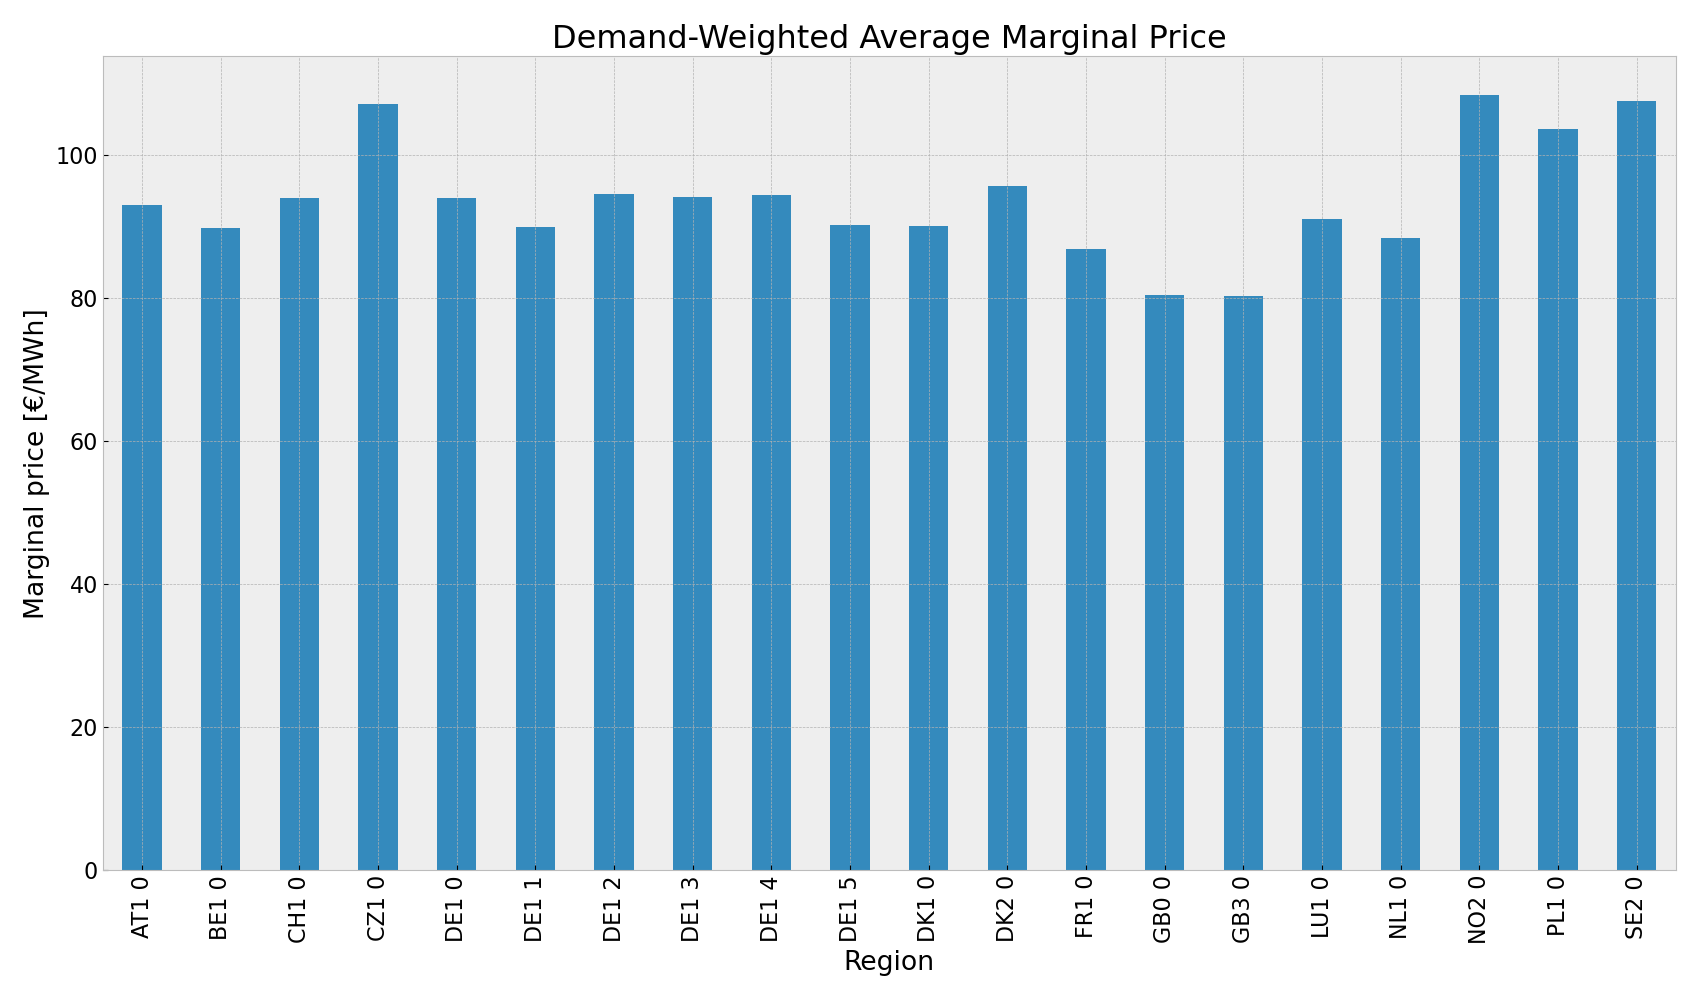 Demand-Weighted Average Marginal Price
Marginal price [€/MWh]
100
80
60
40
20
0
AT1 0
BE1 0
CH1 0
CZ1 0
DE1 0
DE1 1
DE1 2
DE1 3
DE1 4
DE1 5
DK1 0
DK2 0
FR1 0
GB0 0
GB3 0
LU1 0
NL1 0
NO2 0
PL1 0
SE2 0
Region